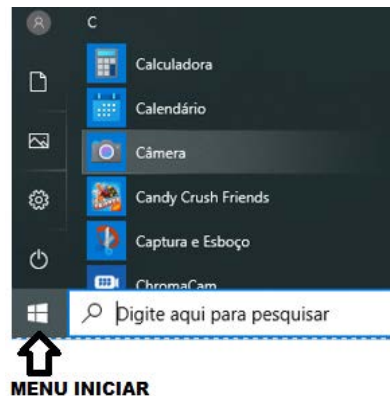 C
Calculadora
Calendário
Câmera
Candy Crush Friends
Captura e Esboço
ChromaCam
Digite aqui para pesquisar
MENU INICIAR